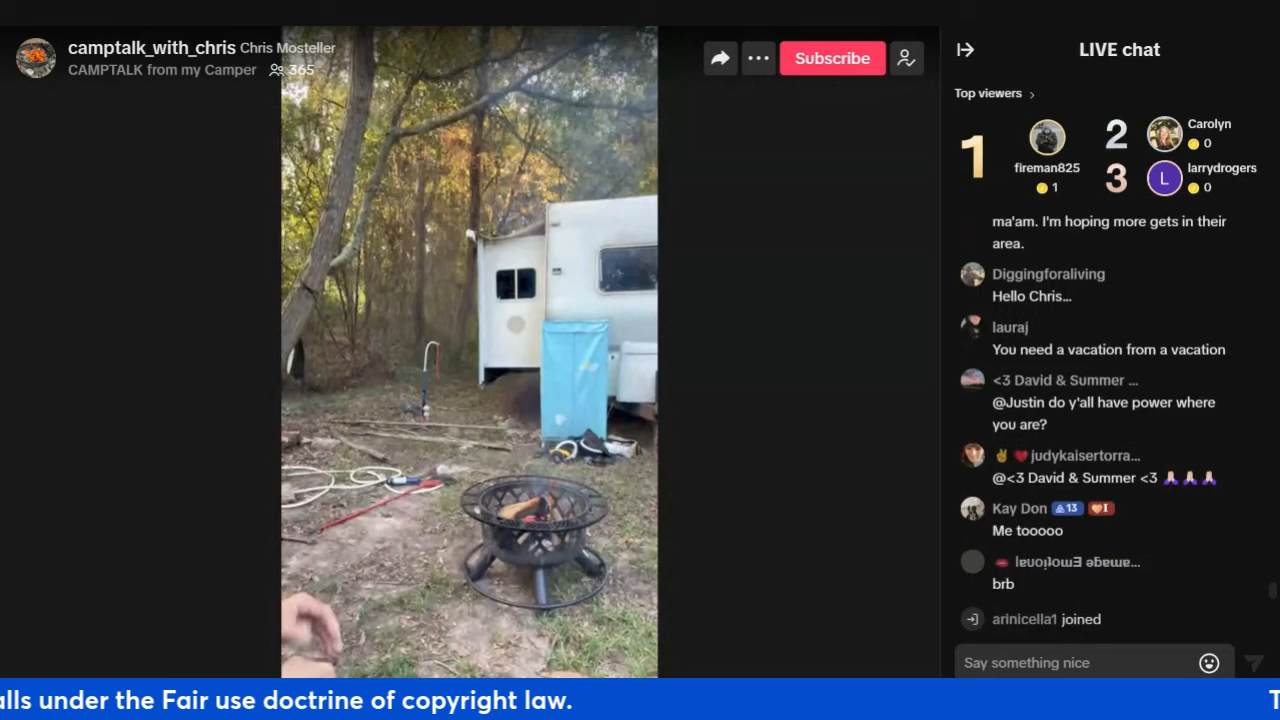 camptalk_with_chris Chris Mosteller
CAMPTALK from my Camper 365
Subscribe
LIVE chat
Top viewers
1
fireman825
1
2
Carolyn
0
3
L
larrydrogers
0
ma'am. I'm hoping more gets in their
area.
Diggingforaliving
Hello Chris...
lauraj
You need a vacation from a vacation
<3 David & Summer ...
@Justin do y'all have power where
you are?
✌️❤️judykaisertorra...
@<3 David & Summer <3 🙏🏻🙏🏻🙏🏻
Kay Don 13 I
Me tooooo
brb
arinicella1 joined
Say something nice
alls under the Fair use doctrine of copyright law.
T